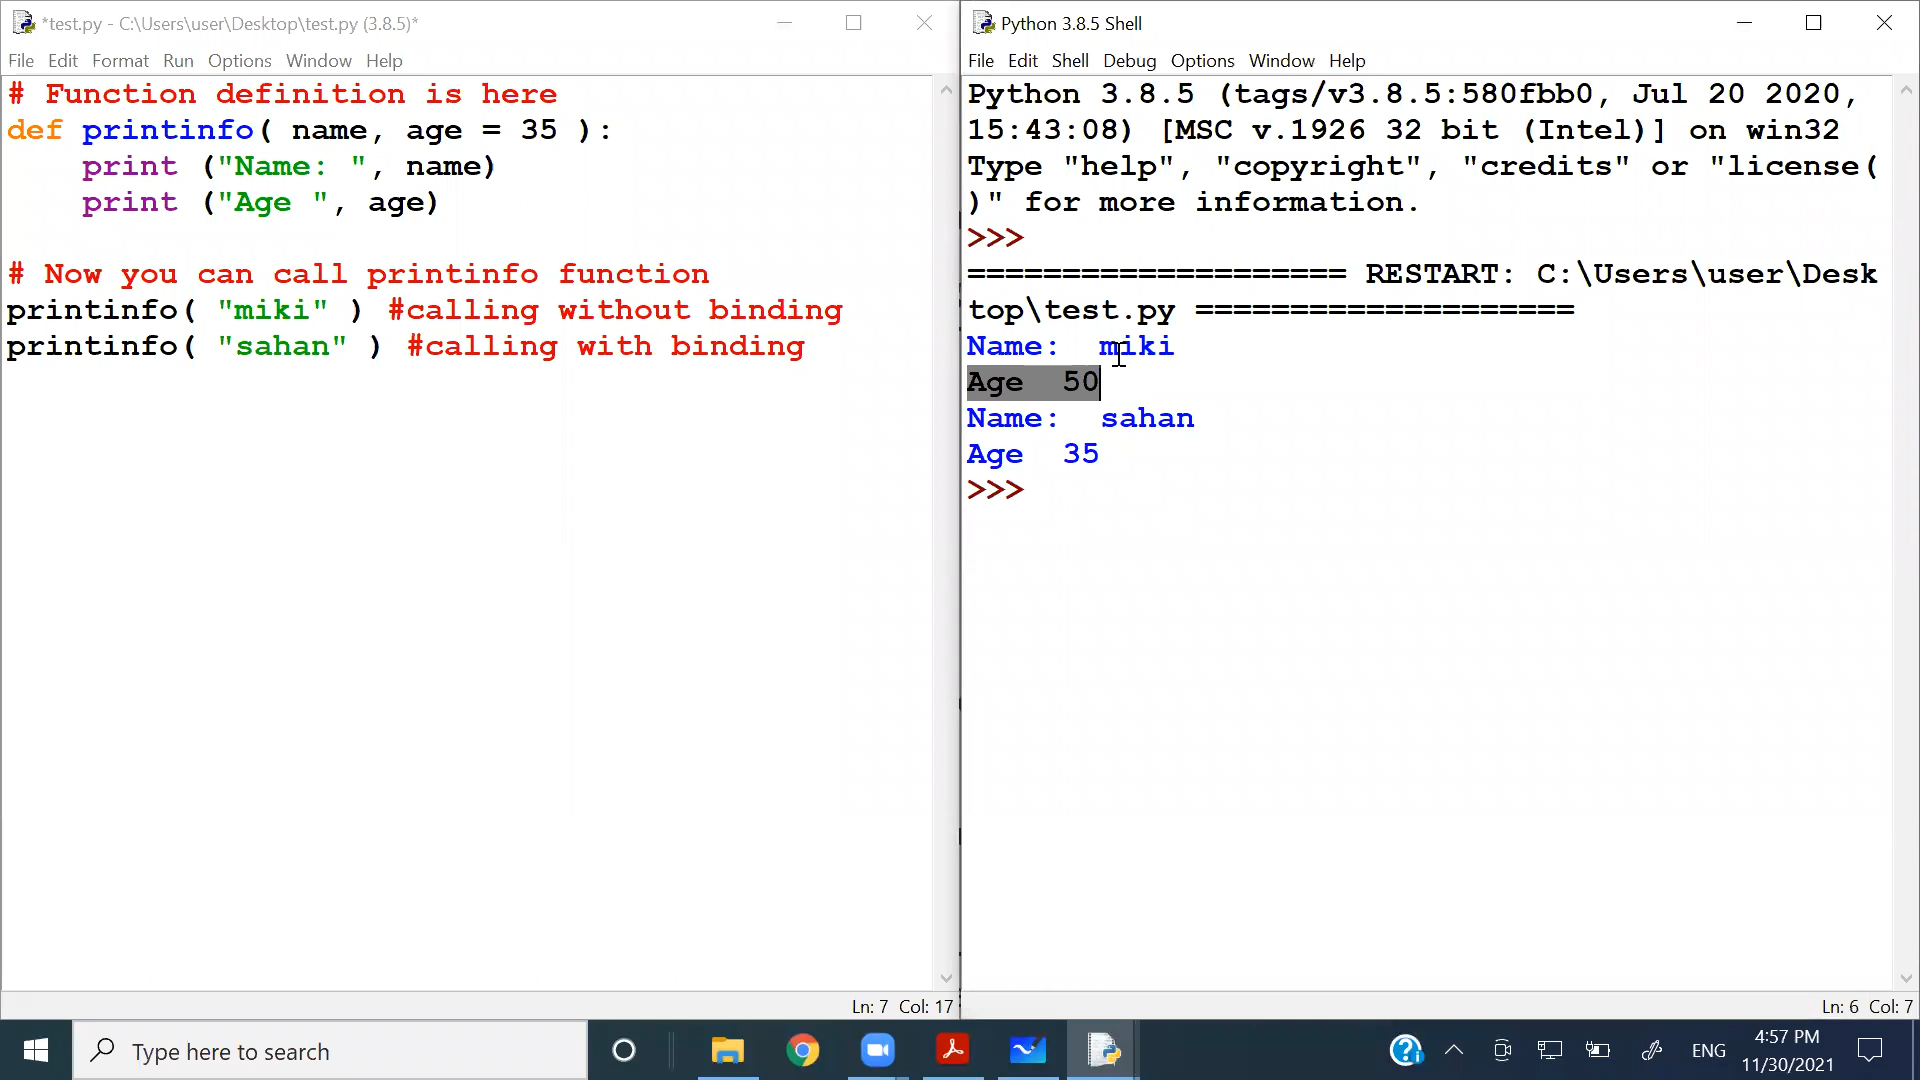 *test.py - C:\Users\user\Desktop\test.py (3.8.5)*
File Edit Format Run Options Window Help
# Function definition is here
def printinfo( name, age = 35 ):
    print ("Name: ", name)
    print ("Age ", age)
# Now you can call printinfo function
printinfo( "miki" ) #calling without binding
printinfo( "sahan" ) #calling with binding
Ln: 7 Col: 17
Python 3.8.5 Shell
File Edit Shell Debug Options Window Help
Python 3.8.5 (tags/v3.8.5:580fbb0, Jul 20 2020,
15:43:08) [MSC v.1926 32 bit (Intel)] on win32
Type "help", "copyright", "credits" or "license(
)" for more information.
>>>
==================== RESTART: C:\Users\user\Desk
top\test.py ====================
Name:  miki
Age  50
Name:  sahan
Age  35
>>>
Ln: 6 Col: 7
Type here to search
ENG
4:57 PM
11/30/2021